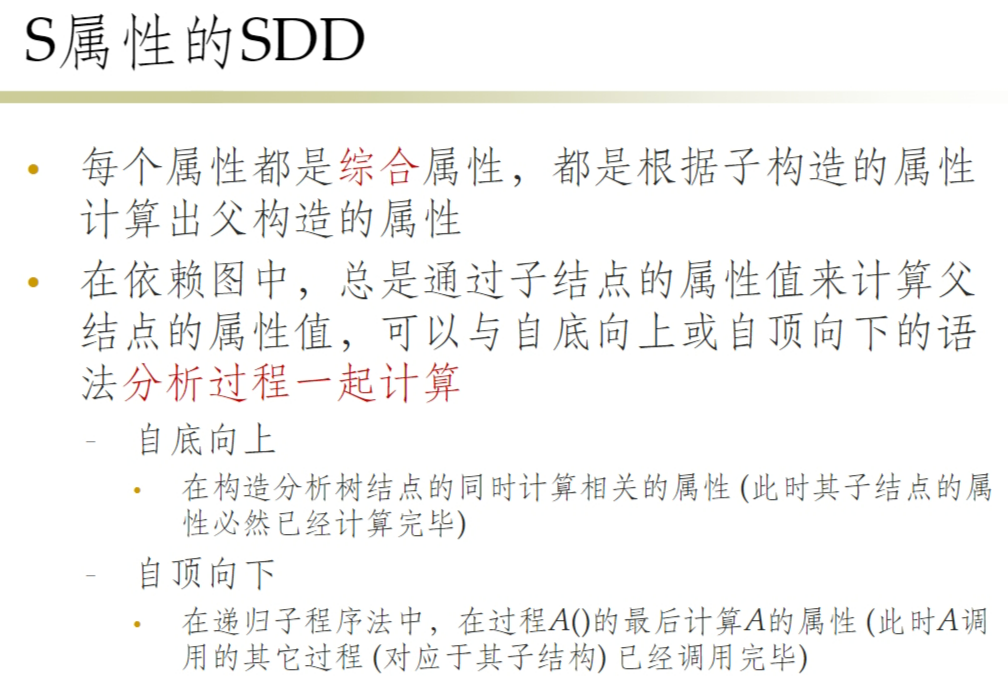 S属性的SDD
• 每个属性都是综合属性，都是根据子构造的属性
计算出父构造的属性
• 在依赖图中，总是通过子结点的属性值来计算父
结点的属性值，可以与自底向上或自顶向下的语
法分析过程一起计算
– 自底向上
• 在构造分析树结点的同时计算相关的属性 (此时其子结点的属
性必然已经计算完毕)
– 自顶向下
• 在递归子程序法中，在过程A()的最后计算A的属性 (此时A调
用的其它过程 (对应于其子结构) 已经调用完毕)